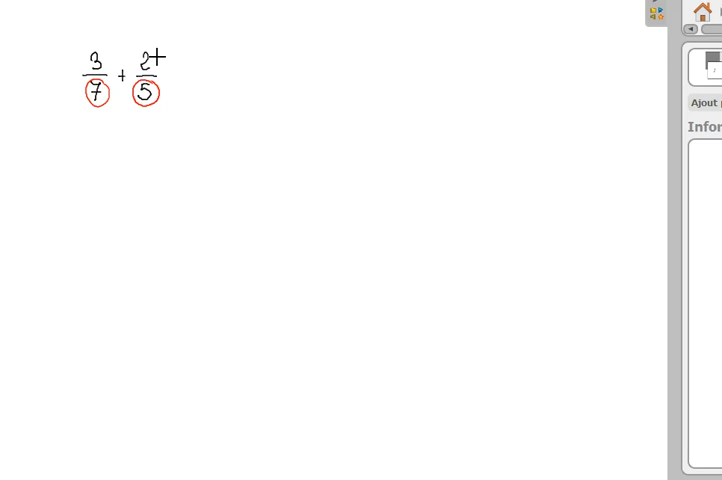 3 2
— + —
7 5
Ajout
Infor